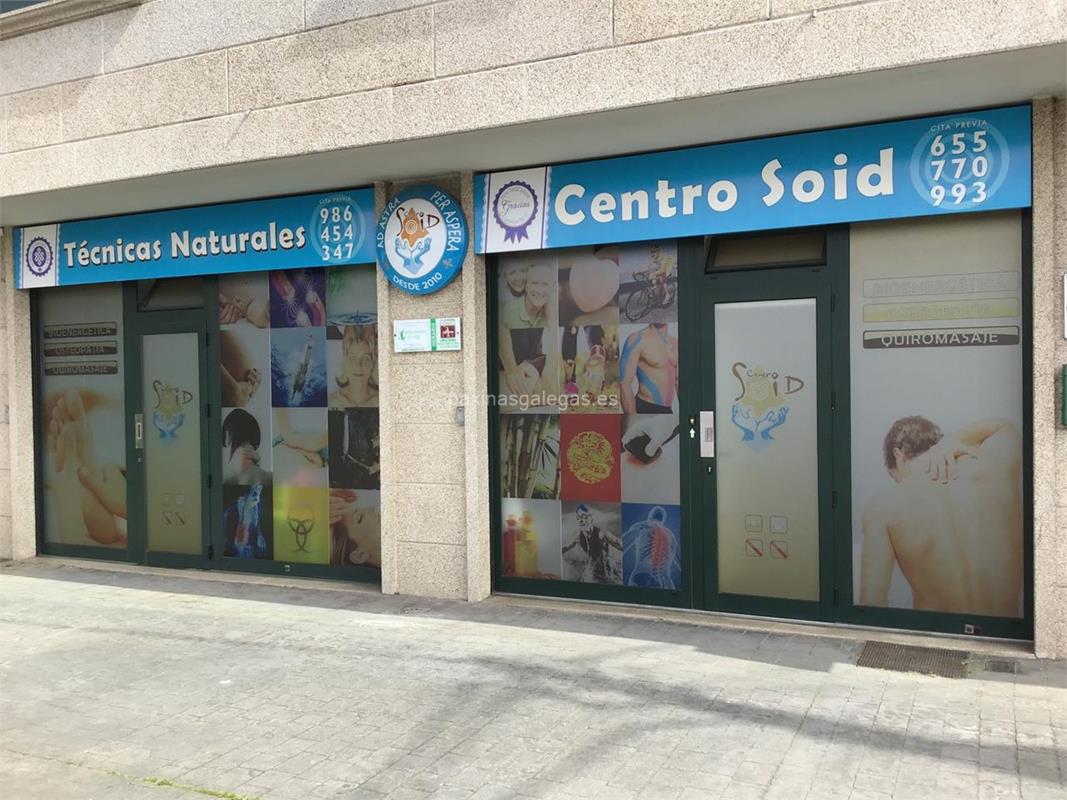 Técnicas Naturales
CITA PREVIA
986
454
347
AD ASTRA PER ASPERA
SOiD
DESDE 2010
Gracias
Centro Soid
CITA PREVIA
655
770
993
BIOENERGÉTICA
OSTEOPATÍA
QUIROMASAJE
SOiD
Centro
SOiD
QUIROMASAJE
paxinasgalegas.es